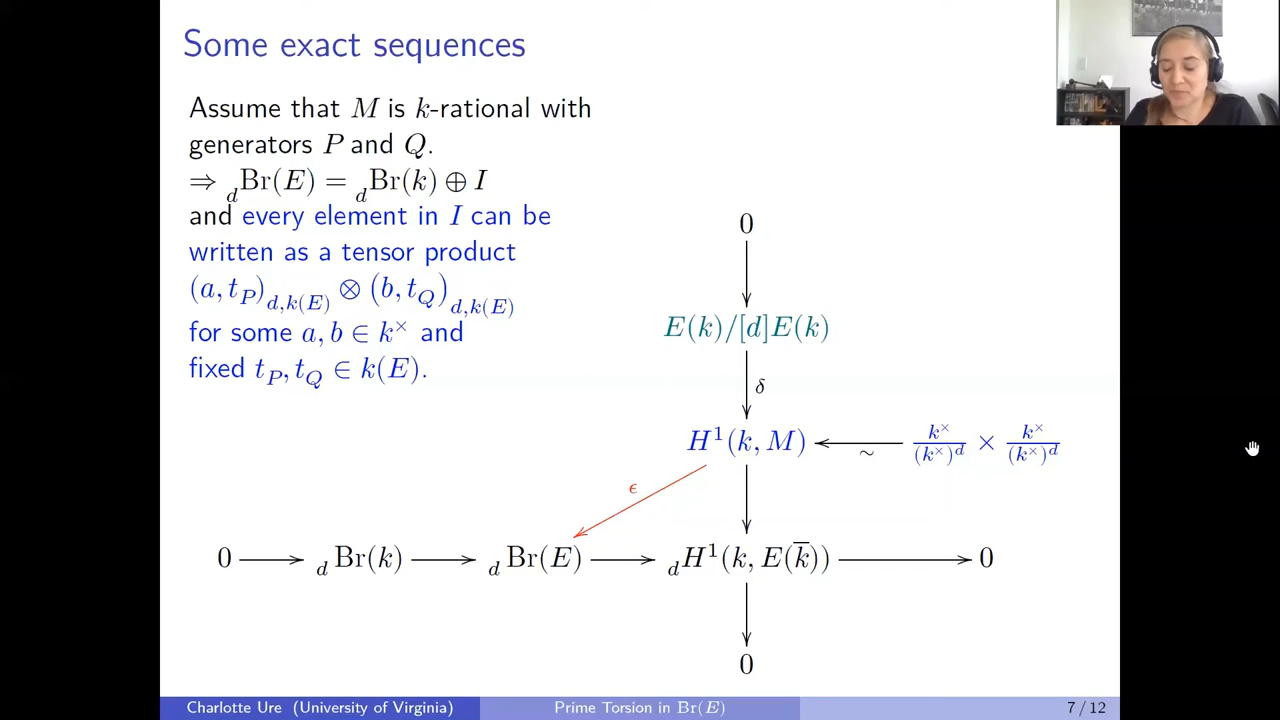 Some exact sequences
Assume that M is k-rational with
generators P and Q.
⇒ _dBr(E) = _dBr(k) ⊕ I
and every element in I can be
written as a tensor product
(a, t_P)_{d,k(E)} ⊗ (b, t_Q)_{d,k(E)}
for some a, b ∈ k^× and
fixed t_P, t_Q ∈ k(E).
0
E(k)/[d]E(k)
δ
H^1(k, M) ←∼ k^×/(k^×)^d × k^×/(k^×)^d
ϵ
0 → _dBr(k) → _dBr(E) → _dH^1(k, E(k̅)) → 0
0
Charlotte Ure (University of Virginia) Prime Torsion in Br(E) 7 / 12